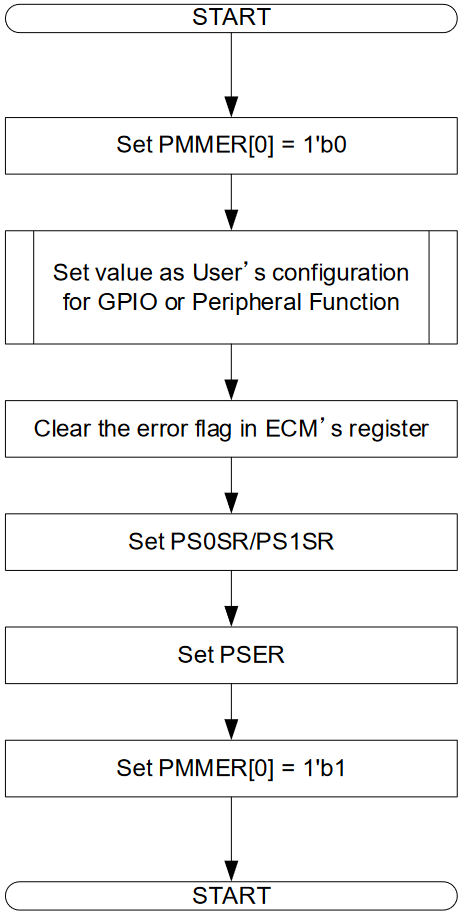 START
Set PMMER[0] = 1'b0
Set value as User’s configuration
for GPIO or Peripheral Function
Clear the error flag in ECM’s register
Set PS0SR/PS1SR
Set PSER
Set PMMER[0] = 1'b1
START